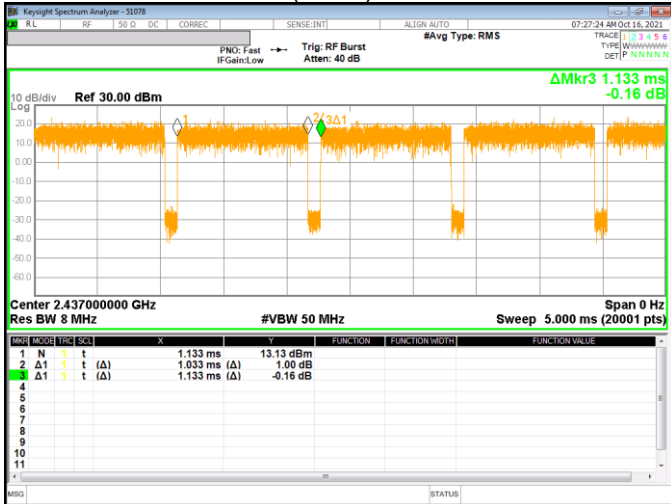 Keysight Spectrum Analyzer - 51078
LXI RL RF 50 Ω DC CORREC SENSE:INT ALIGN AUTO 07:27:24 AM Oct 16, 2021
#Avg Type: RMS TRACE 1 2 3 4 5 6
PNO: Fast Trig: RF Burst TYPE W
IFGain:Low Atten: 40 dB DET P N N N N N
ΔMkr3 1.133 ms
-0.16 dB
10 dB/div Ref 30.00 dBm
Log
1 2/3Δ1
20.0
10.0
0.00
-10.0
-20.0
-30.0
-40.0
-50.0
-60.0
Center 2.437000000 GHz Span 0 Hz
Res BW 8 MHz #VBW 50 MHz Sweep 5.000 ms (20001 pts)
MKR MODE TRC SCL X Y FUNCTION FUNCTION WIDTH FUNCTION VALUE
1 N 1 t 1.133 ms 13.13 dBm
2 Δ1 1 t (Δ) 1.033 ms (Δ) 1.00 dB
3 Δ1 1 t (Δ) 1.133 ms (Δ) -0.16 dB
4
5
6
7
8
9
10
11
MSG STATUS